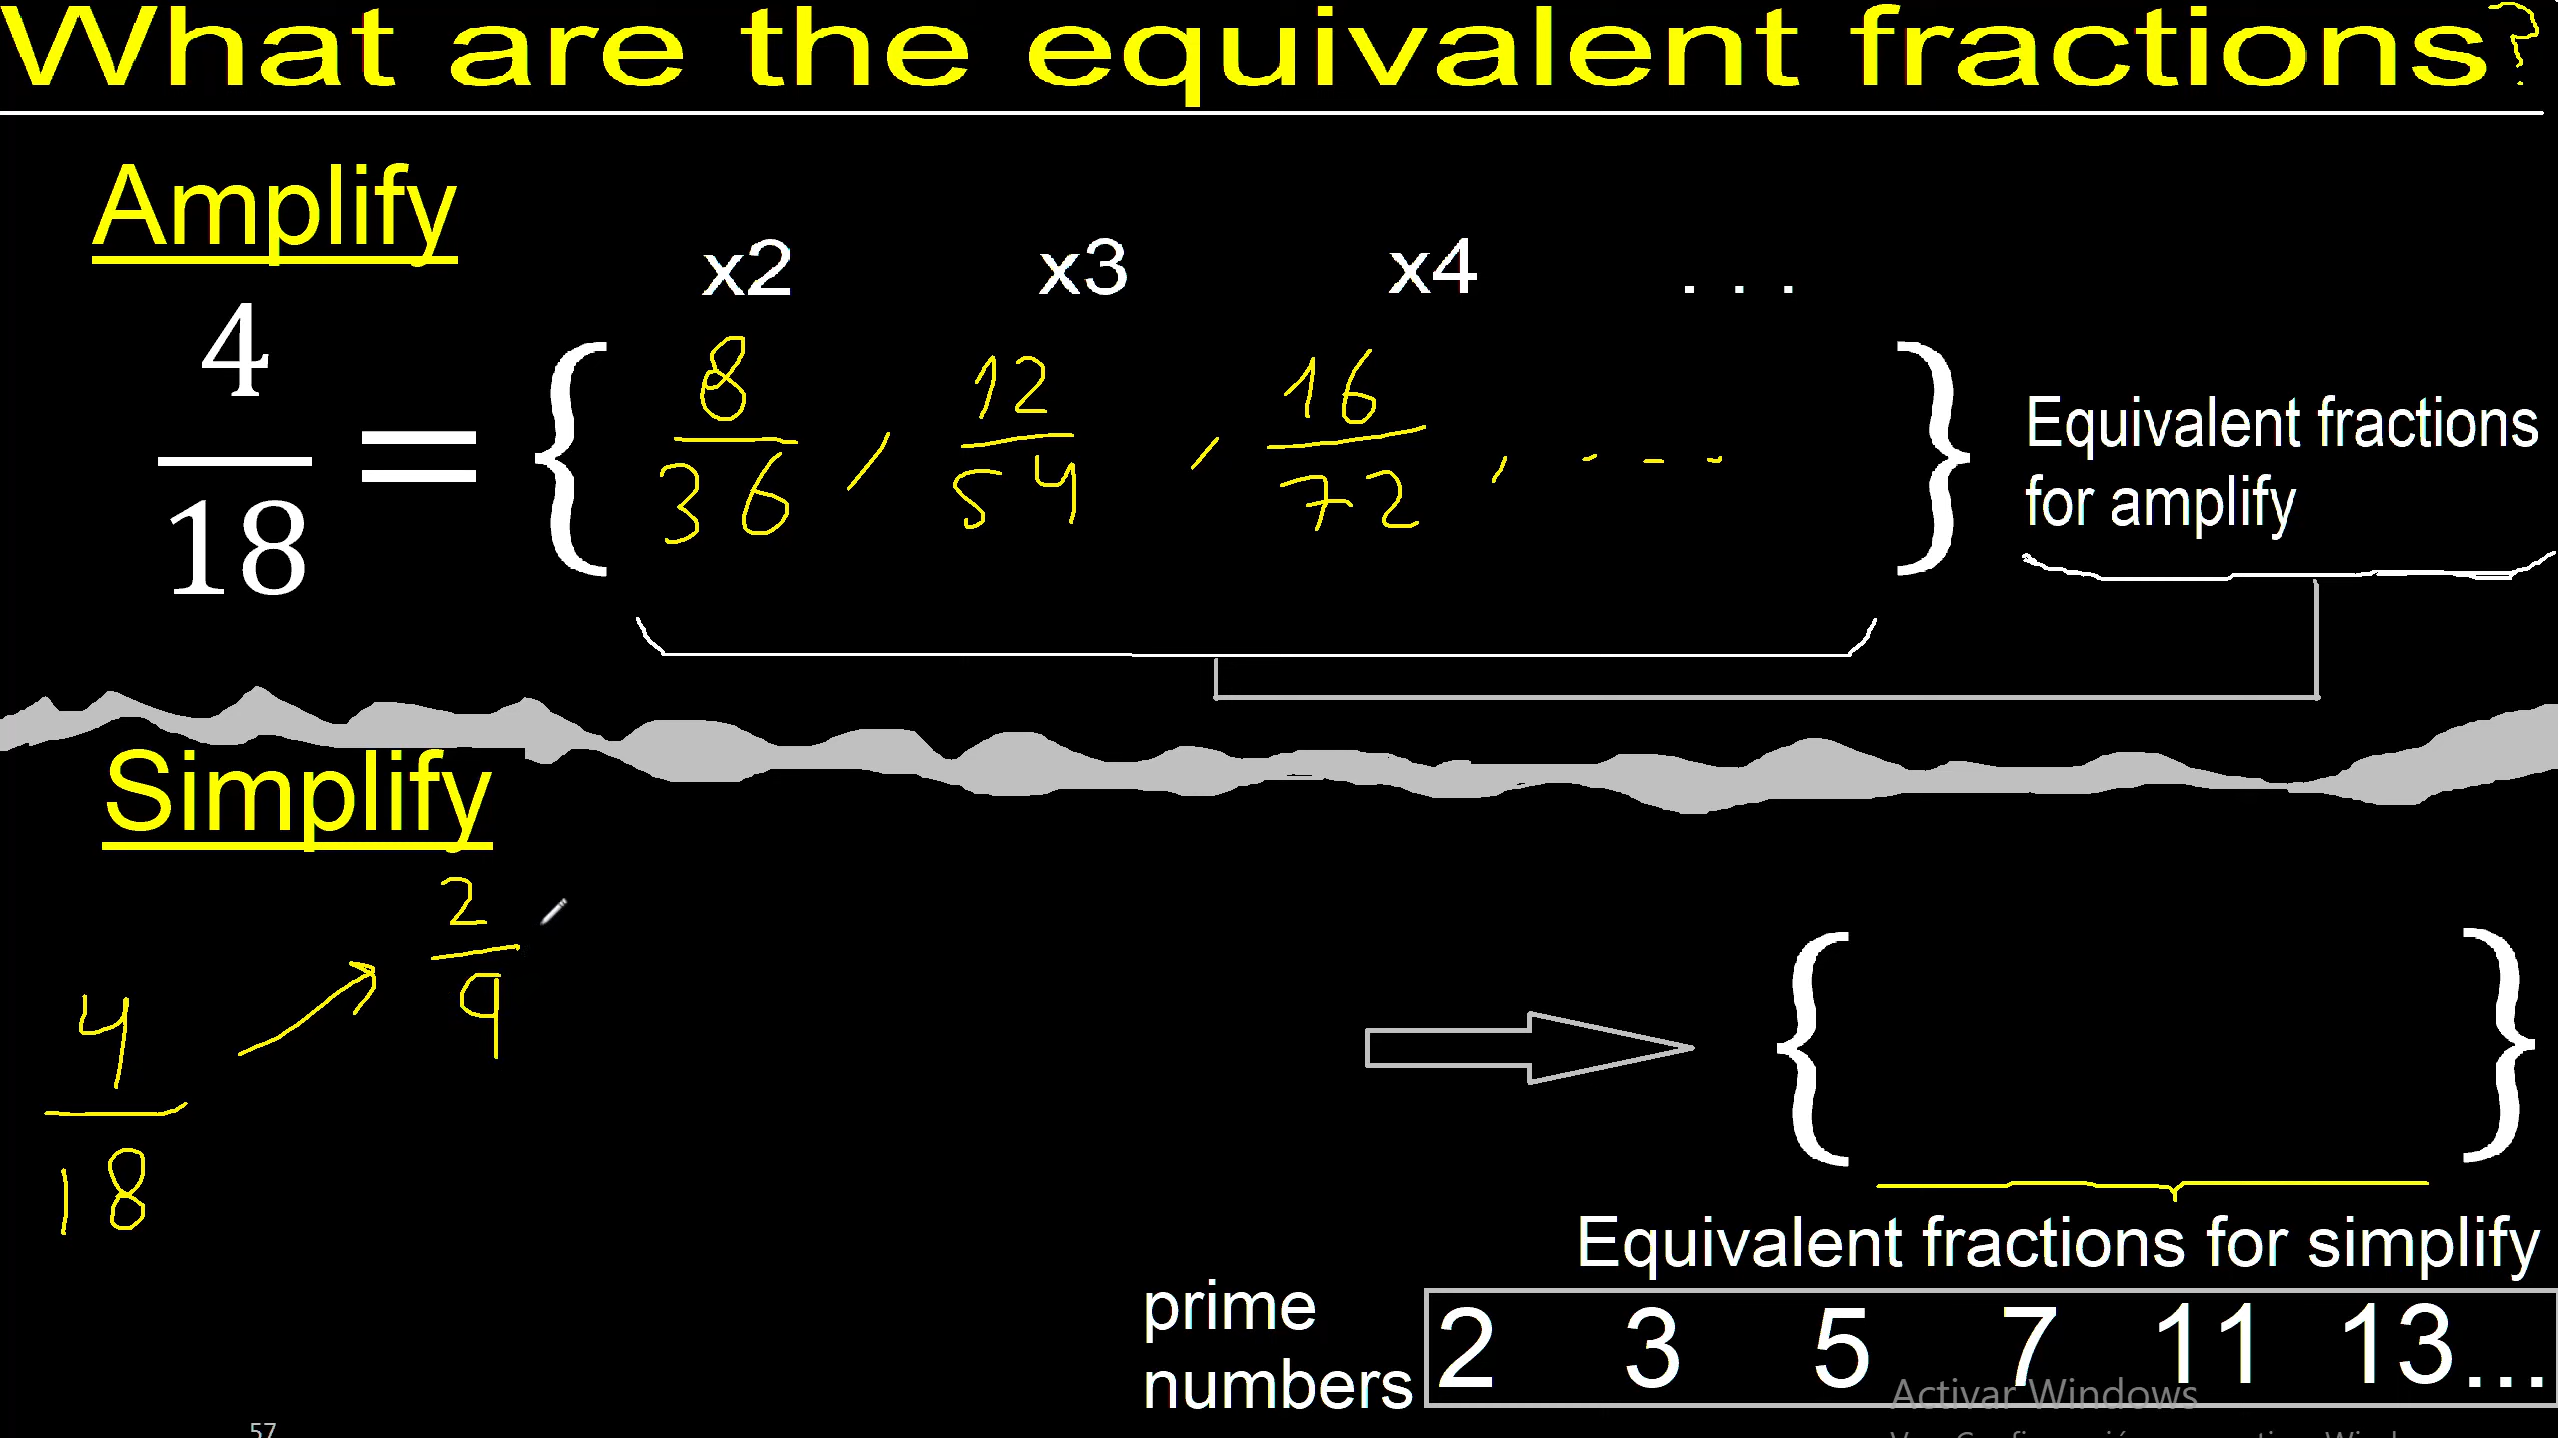 What are the equivalent fractions?
Amplify
x2 x3 x4 ...
4/18 = { 8/36 , 12/54 , 16/72 , ---- }
Equivalent fractions
for amplify
Simplify
4/18 → 2/9
{ }
Equivalent fractions for simplify
prime
numbers
2 3 5 7 11 13...
Activar Windows
57